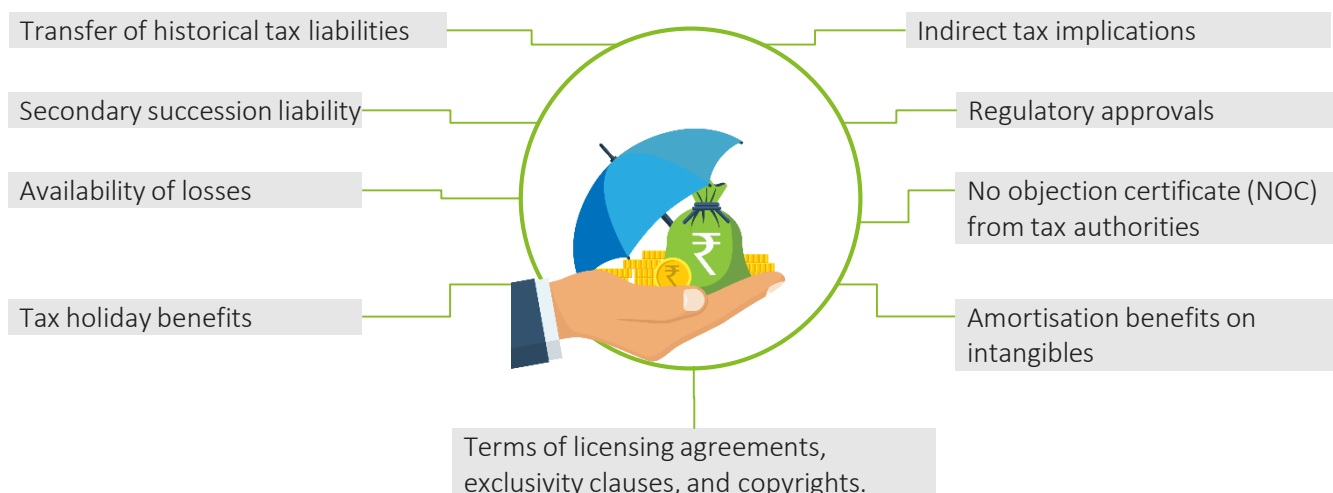 Transfer of historical tax liabilities
Secondary succession liability
Availability of losses
Tax holiday benefits
Indirect tax implications
Regulatory approvals
No objection certificate (NOC)
from tax authorities
Amortisation benefits on
intangibles
₹
₹
Terms of licensing agreements,
exclusivity clauses, and copyrights.